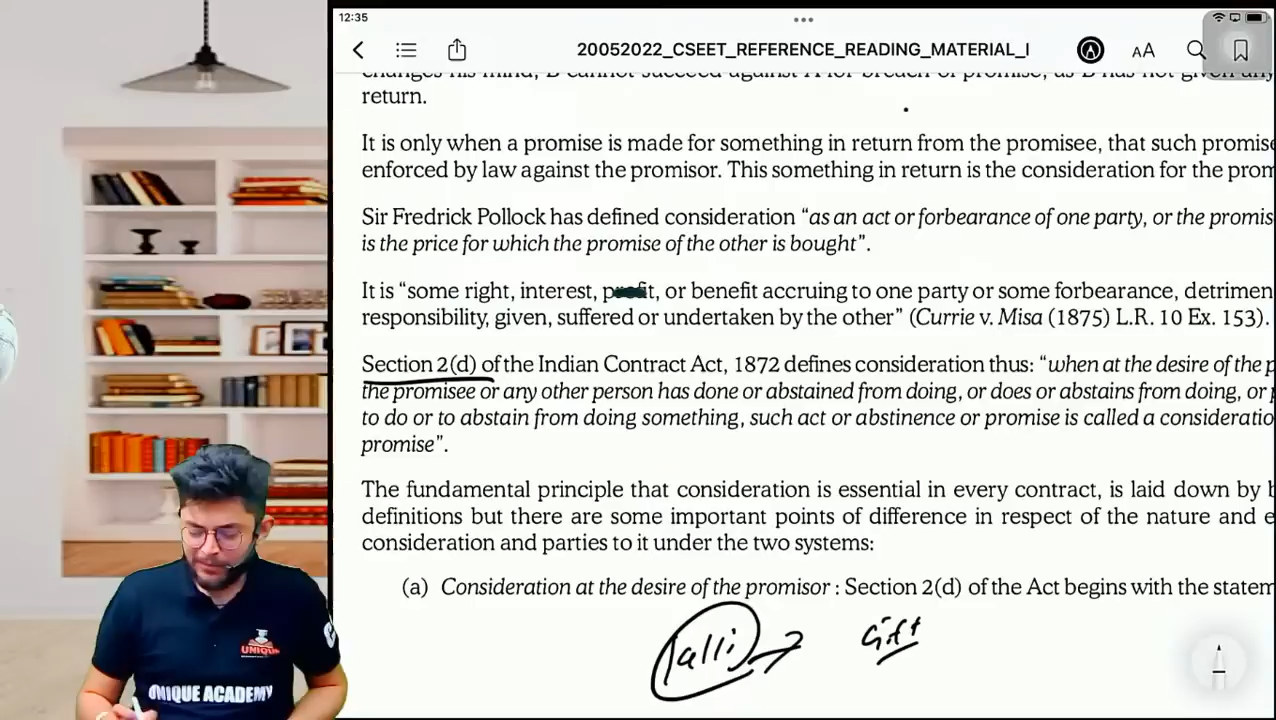 12:35
20052022_CSEET_REFERENCE_READING_MATERIAL_I
AA
return.
It is only when a promise is made for something in return from the promisee, that such promise
enforced by law against the promisor. This something in return is the consideration for the prom
Sir Fredrick Pollock has defined consideration “as an act or forbearance of one party, or the promis
is the price for which the promise of the other is bought”.
It is “some right, interest, profit, or benefit accruing to one party or some forbearance, detrimen
responsibility, given, suffered or undertaken by the other” (Currie v. Misa (1875) L.R. 10 Ex. 153).
Section 2(d) of the Indian Contract Act, 1872 defines consideration thus: “when at the desire of the p
the promisee or any other person has done or abstained from doing, or does or abstains from doing, or p
to do or to abstain from doing something, such act or abstinence or promise is called a consideratio
promise”.
The fundamental principle that consideration is essential in every contract, is laid down by b
definitions but there are some important points of difference in respect of the nature and e
consideration and parties to it under the two systems:
(a) Consideration at the desire of the promisor : Section 2(d) of the Act begins with the statem
Gift
UNIQUE
UNIQUE ACADEMY